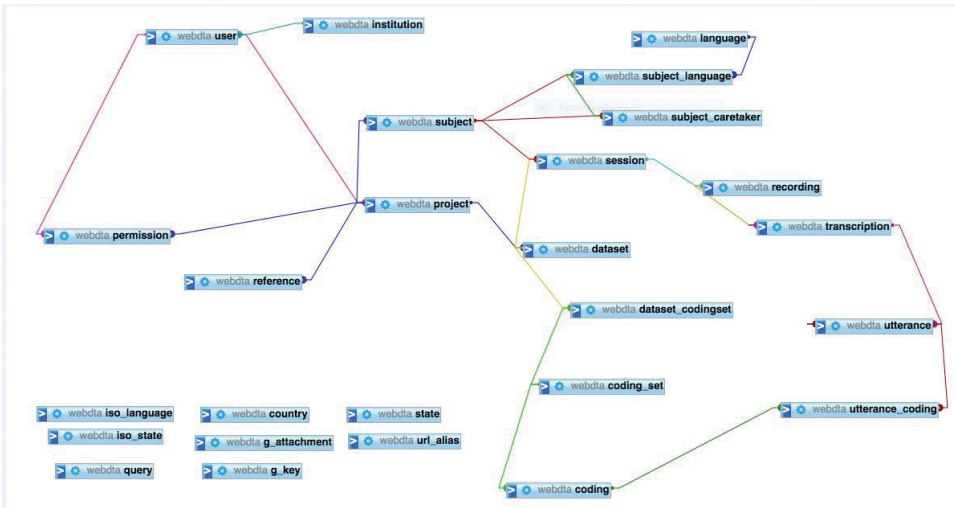 webdta institution
webdta user
webdta language
webdta subject_language
webdta subject_caretaker
webdta subject
webdta session
webdta recording
webdta project
webdta transcription
webdta permission
webdta dataset
webdta reference
webdta dataset_codingset
webdta utterance
webdta coding_set
webdta utterance_coding
webdta iso_language
webdta country
webdta state
webdta iso_state
webdta g_attachment
webdta url_alias
webdta query
webdta g_key
webdta coding